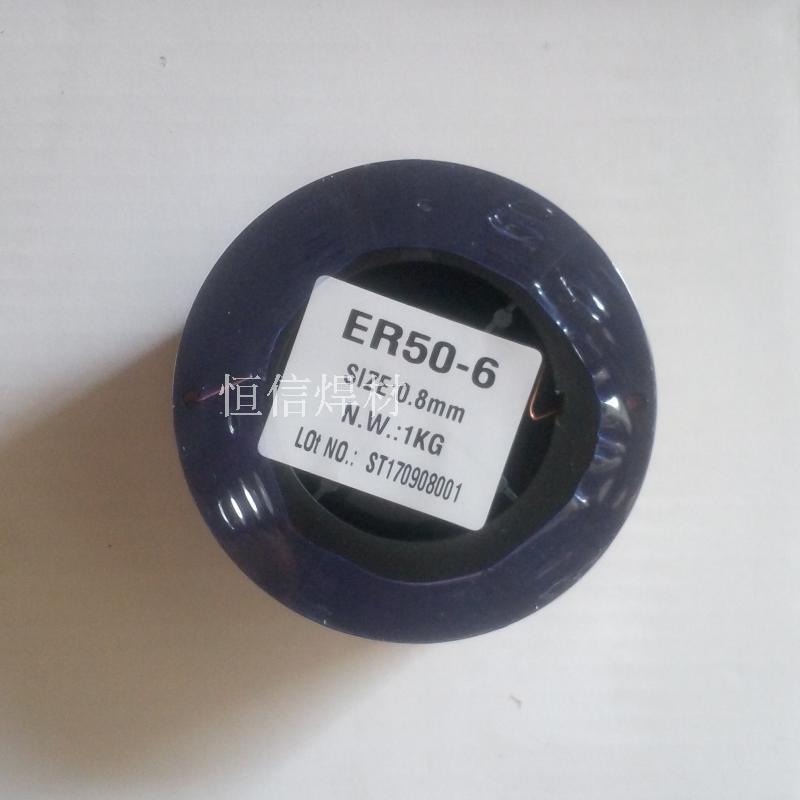 ER50-6
SIZE:0.8mm
恒信焊材
N.W.:1KG
LOt NO.: ST170908001